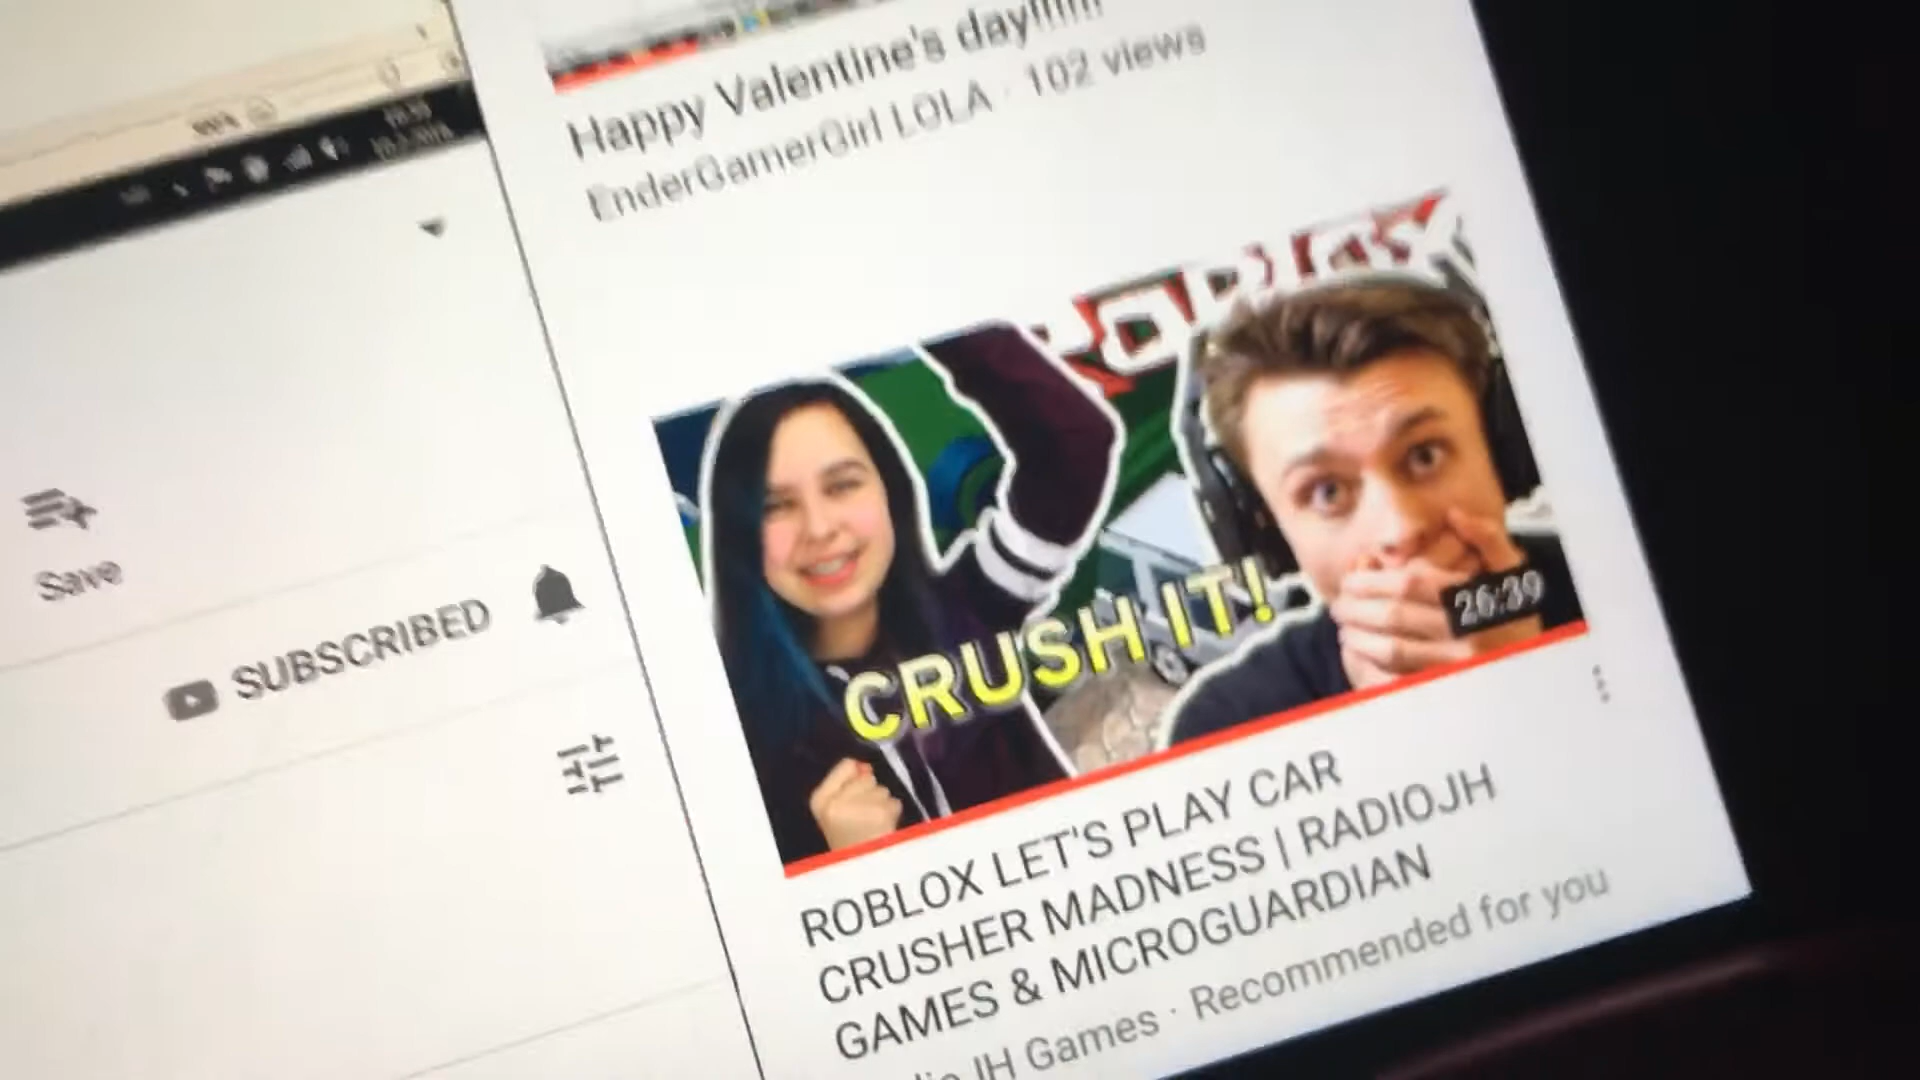 Happy Valentine's day!!!!!!
EnderGamerGirl LOLA · 102 views
ROBLOX
CRUSH IT!
26:39
Save
SUBSCRIBED
ROBLOX LET'S PLAY CAR
CRUSHER MADNESS | RADIOJH
GAMES & MICROGUARDIAN
JH Games · Recommended for you